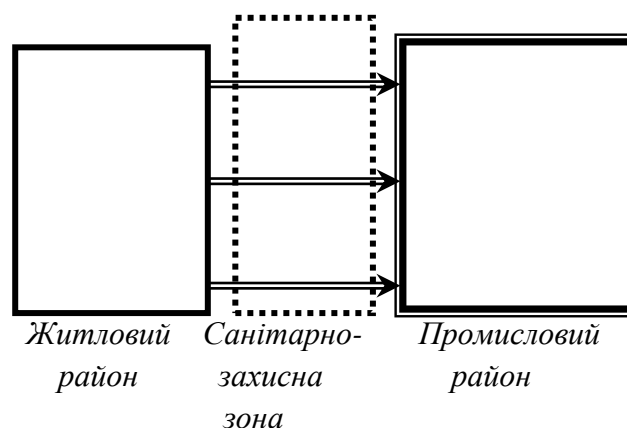 Житловий Санітарно- Промисловий
район захисна район
зона